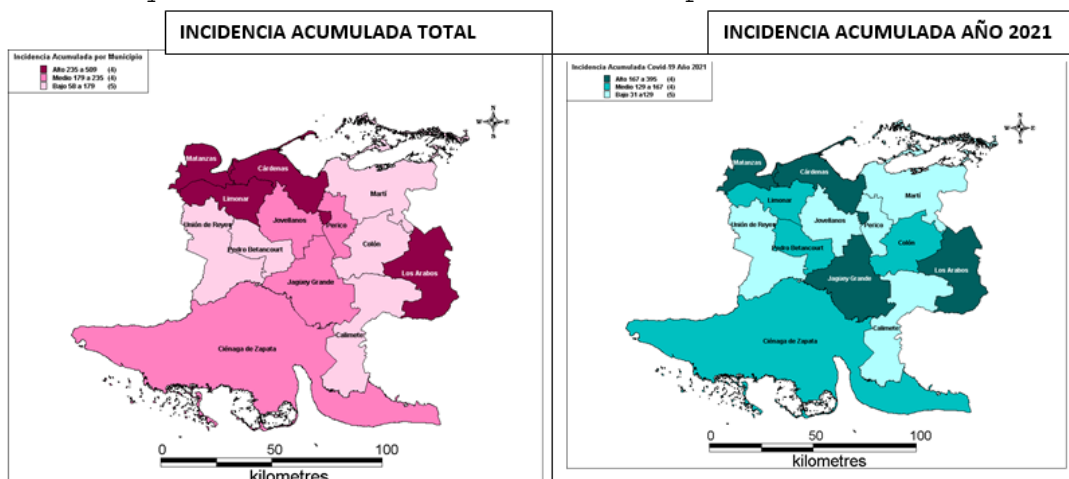 INCIDENCIA ACUMULADA TOTAL
Incidencia Acumulada por Municipio
Alto 235 a 509 (4)
Medio 179 a 235 (4)
Bajo 50 a 179 (5)
N
W E
S
Matanzas
Cárdenas
Limonar
Martí
Jovellanos
Unión de Reyes
Perico
Pedro Betancourt
Colón
Los Arabos
Jagüey Grande
Calimete
Ciénaga de Zapata
0 50 100
kilometres
INCIDENCIA ACUMULADA AÑO 2021
Incidencia Acumulada Covid-19 Año 2021
Alto 167 a 395 (4)
Medio 129 a 167 (4)
Bajo 31 a 129 (5)
N
W E
S
Matanzas
Cárdenas
Limonar
Martí
Jovellanos
Unión de Reyes
Perico
Pedro Betancourt
Colón
Los Arabos
Jagüey Grande
Calimete
Ciénaga de Zapata
0 50 100
kilometres